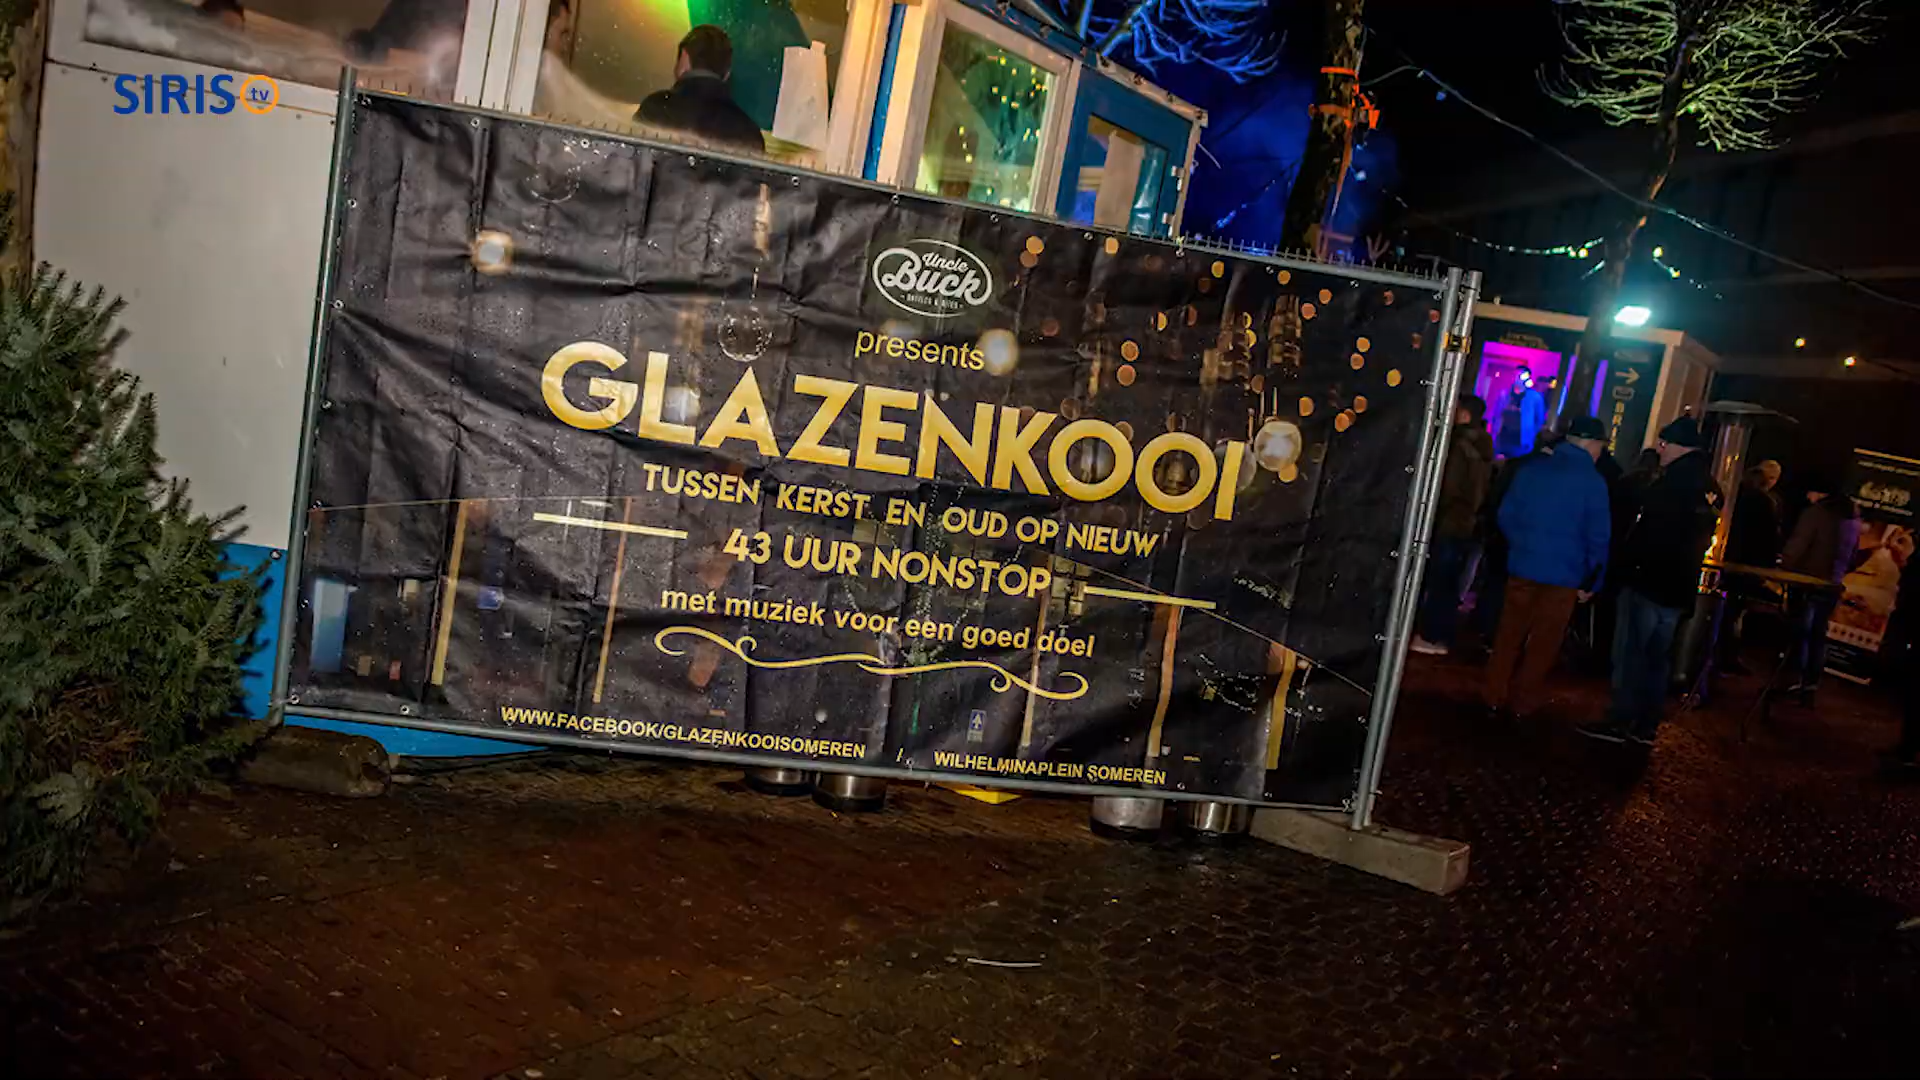 SIRIS tv
Uncle
Buck
presents
GLAZENKOOI
TUSSEN KERST EN OUD OP NIEUW
43 UUR NONSTOP
met muziek voor een goed doel
WWW.FACEBOOK/GLAZENKOOISOMEREN / WILHELMINAPLEIN SOMEREN